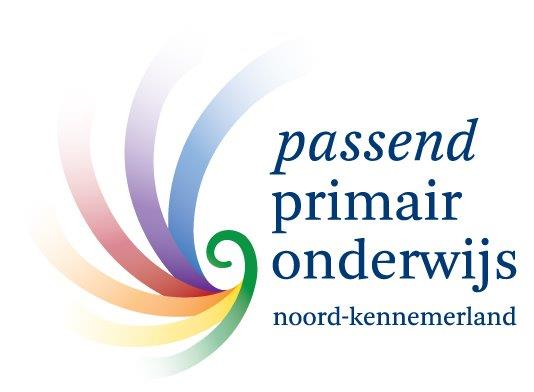 passend
primair
onderwijs
noord-kennemerland